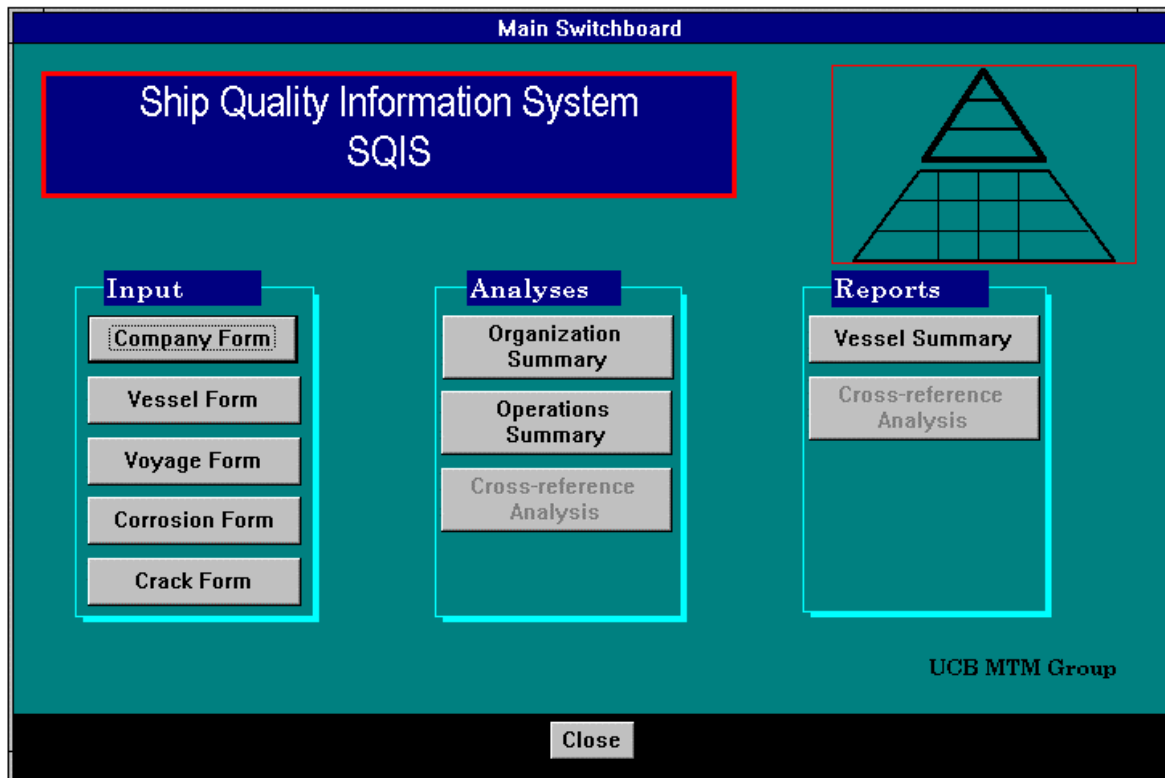 Main Switchboard
Ship Quality Information System
SQIS
Input
Company Form
Vessel Form
Voyage Form
Corrosion Form
Crack Form
Analyses
Organization
Summary
Operations
Summary
Cross-reference
Analysis
Reports
Vessel Summary
Cross-reference
Analysis
UCB MTM Group
Close